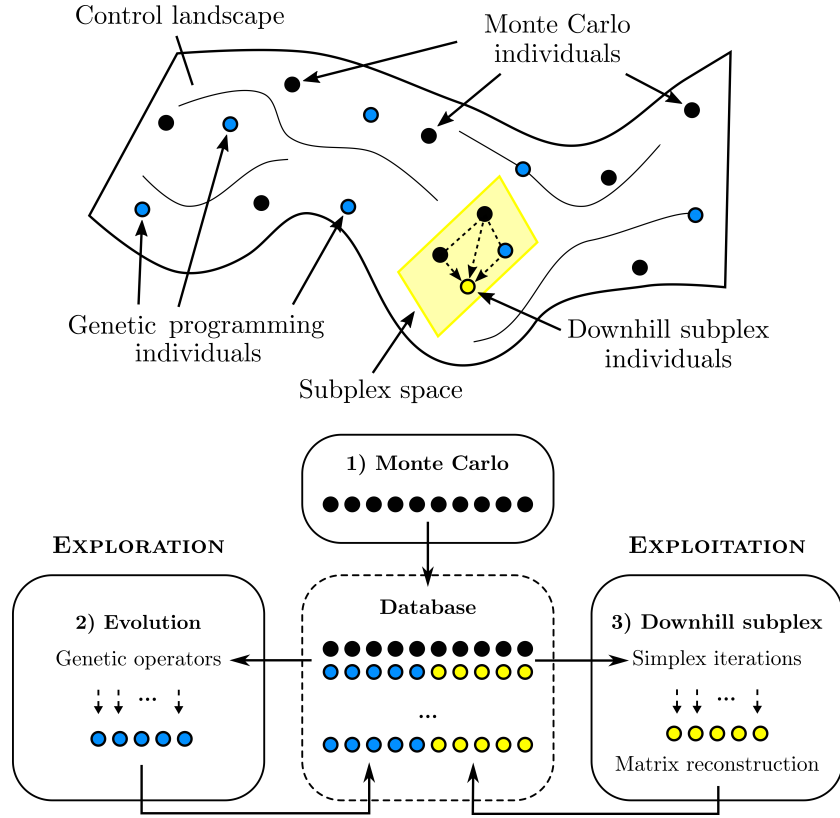 Control landscape
Monte Carlo
individuals
Genetic programming
individuals
Downhill subplex
individuals
Subplex space
1) Monte Carlo
EXPLORATION
EXPLOITATION
2) Evolution
Genetic operators
...
Database
...
3) Downhill subplex
Simplex iterations
...
Matrix reconstruction